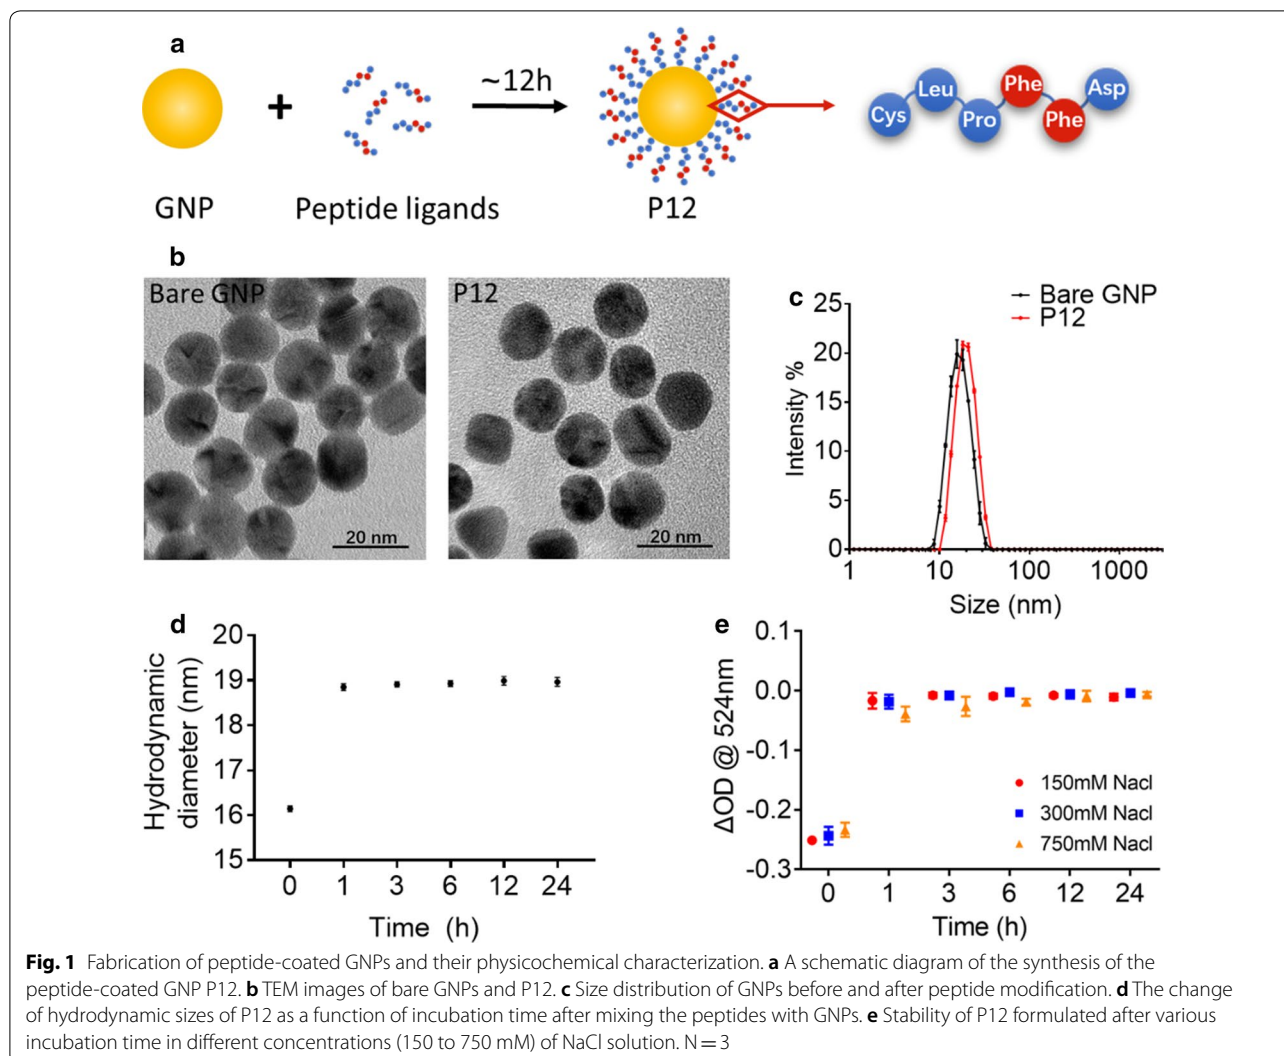 a
~12h
+
Cys Leu Pro Phe Phe Asp
GNP Peptide ligands P12
b
Bare GNP
20 nm
P12
20 nm
c
Bare GNP
P12
25
20
15
10
5
0
Intensity %
1 10 100 1000
Size (nm)
d
20
19
18
17
16
15
Hydrodynamic
diameter (nm)
0 1 3 6 12 24
Time (h)
e
0.1
0.0
-0.1
-0.2
-0.3
ΔOD @ 524nm
150mM Nacl
300mM Nacl
750mM Nacl
0 1 3 6 12 24
Time (h)
Fig. 1 Fabrication of peptide-coated GNPs and their physicochemical characterization. a A schematic diagram of the synthesis of the
peptide-coated GNP P12. b TEM images of bare GNPs and P12. c Size distribution of GNPs before and after peptide modification. d The change
of hydrodynamic sizes of P12 as a function of incubation time after mixing the peptides with GNPs. e Stability of P12 formulated after various
incubation time in different concentrations (150 to 750 mM) of NaCl solution. N = 3